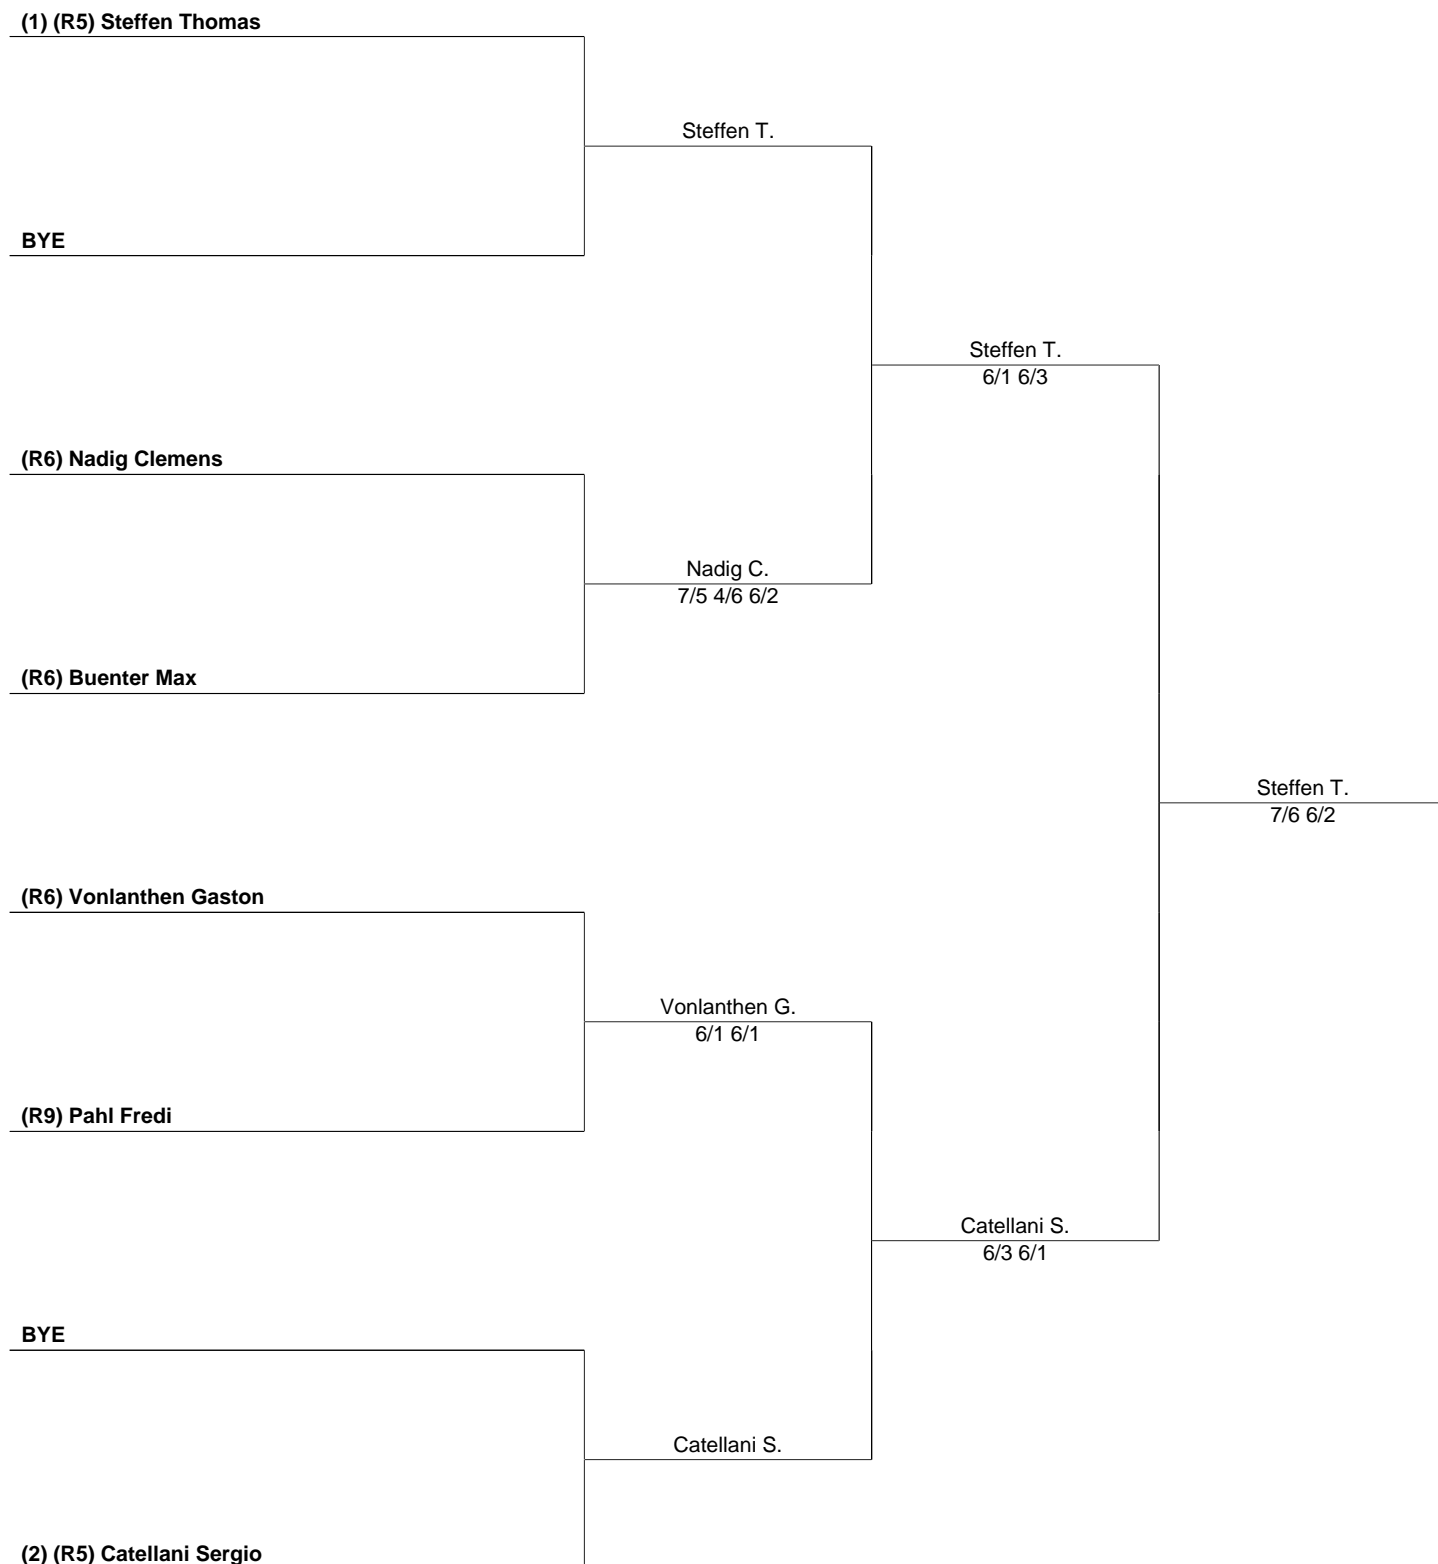 (1) (R5) Steffen Thomas
Steffen T.
BYE
Steffen T.
6/1 6/3
(R6) Nadig Clemens
Nadig C.
7/5 4/6 6/2
(R6) Buenter Max
Steffen T.
7/6 6/2
(R6) Vonlanthen Gaston
Vonlanthen G.
6/1 6/1
(R9) Pahl Fredi
Catellani S.
6/3 6/1
BYE
Catellani S.
(2) (R5) Catellani Sergio